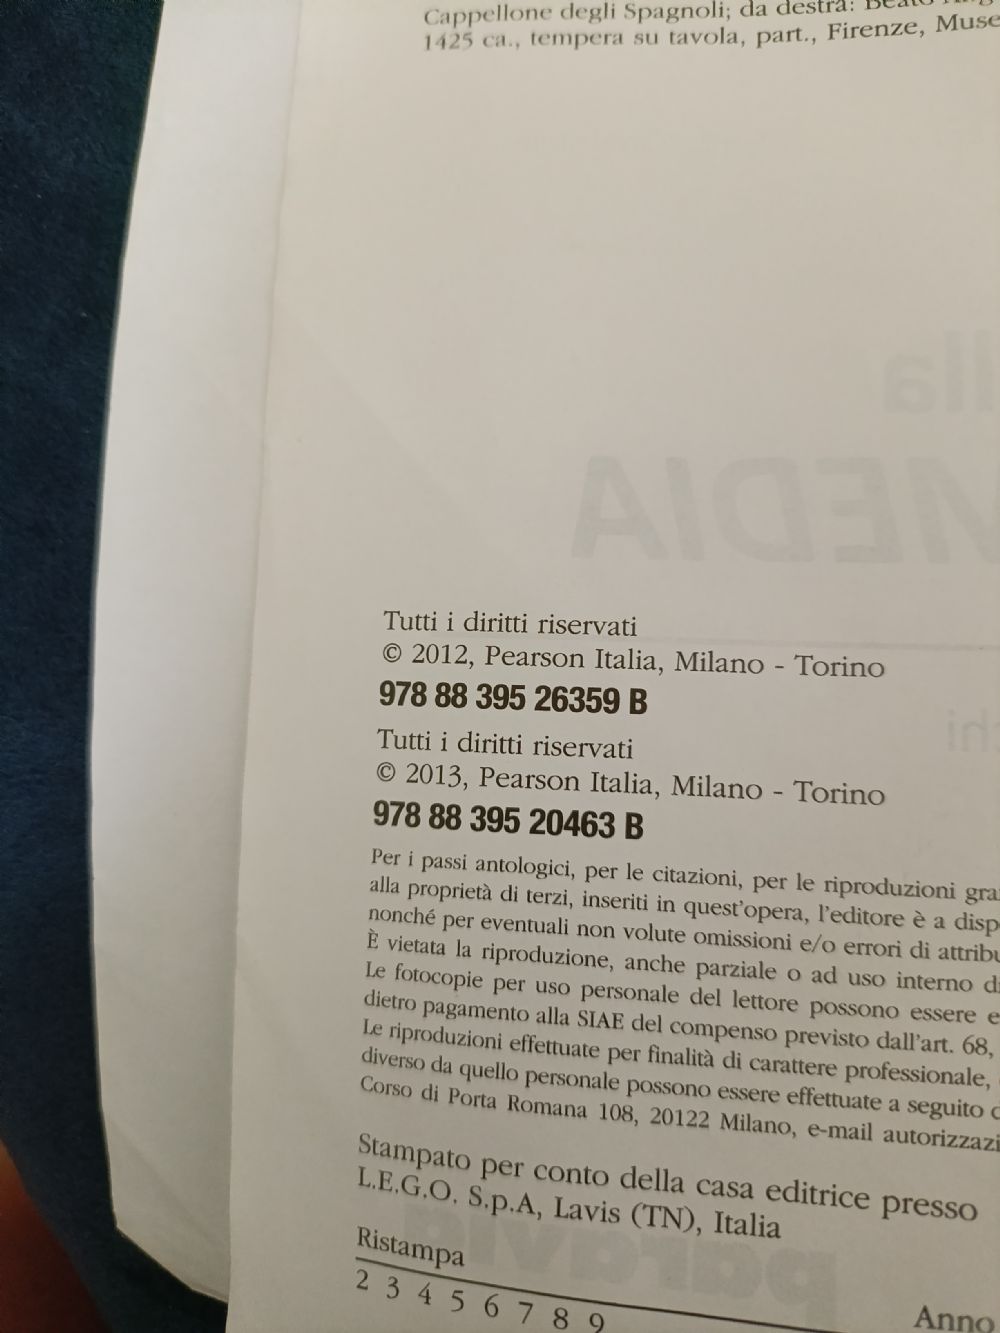 Cappellone degli Spagnoli; da destra: Beato
1425 ca., tempera su tavola, part., Firenze, Muse
Tutti i diritti riservati
© 2012, Pearson Italia, Milano - Torino
978 88 395 26359 B
Tutti i diritti riservati
© 2013, Pearson Italia, Milano - Torino
978 88 395 20463 B
Per i passi antologici, per le citazioni, per le riproduzioni gra
alla proprietà di terzi, inseriti in quest'opera, l'editore è a disp
nonché per eventuali non volute omissioni e/o errori di attribu
È vietata la riproduzione, anche parziale o ad uso interno di
Le fotocopie per uso personale del lettore possono essere e
dietro pagamento alla SIAE del compenso previsto dall'art. 68,
Le riproduzioni effettuate per finalità di carattere professionale,
diverso da quello personale possono essere effettuate a seguito d
Corso di Porta Romana 108, 20122 Milano, e-mail autorizzazi
Stampato per conto della casa editrice presso
L.E.G.O. S.p.A, Lavis (TN), Italia
Ristampa
2 3 4 5 6 7 8 9
Anno